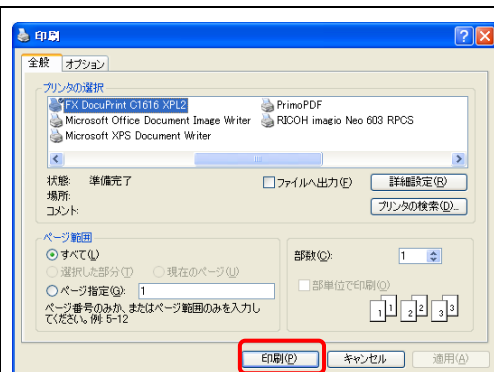 印刷
全般 オプション
プリンタの選択
FX DocuPrint C1616 XPL2 PrimoPDF
Microsoft Office Document Image Writer RICOH imagio Neo 603 RPCS
Microsoft XPS Document Writer
状態: 準備完了 ファイルへ出力(F) 詳細設定(R)
場所:
コメント: プリンタの検索(D)...
ページ範囲
すべて(L) 部数(C): 1
選択した部分(T) 現在のページ(U)
ページ指定(G): 1 部単位で印刷(O)
ページ番号のみか、またはページ範囲のみを入力し
てください。例: 5-12
1 1 2 2 3 3
印刷(P) キャンセル 適用(A)